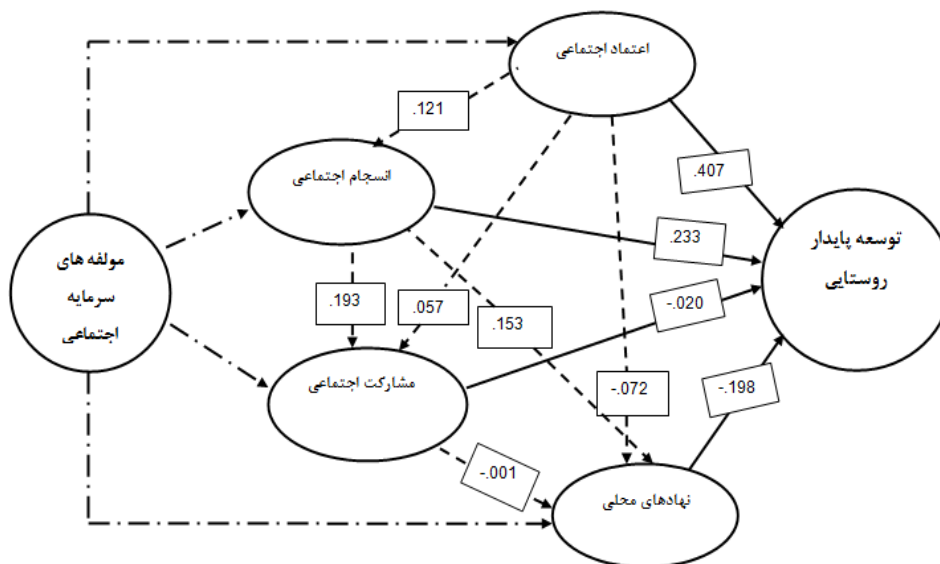 اعتماد اجتماعی
.121
انسجام اجتماعی
.407
توسعه پایدار
روستایی
.233
مولفه های
سرمایه
اجتماعی
.193
.057
.153
-.020
مشارکت اجتماعی
-.072
-.198
-.001
نهادهای محلی